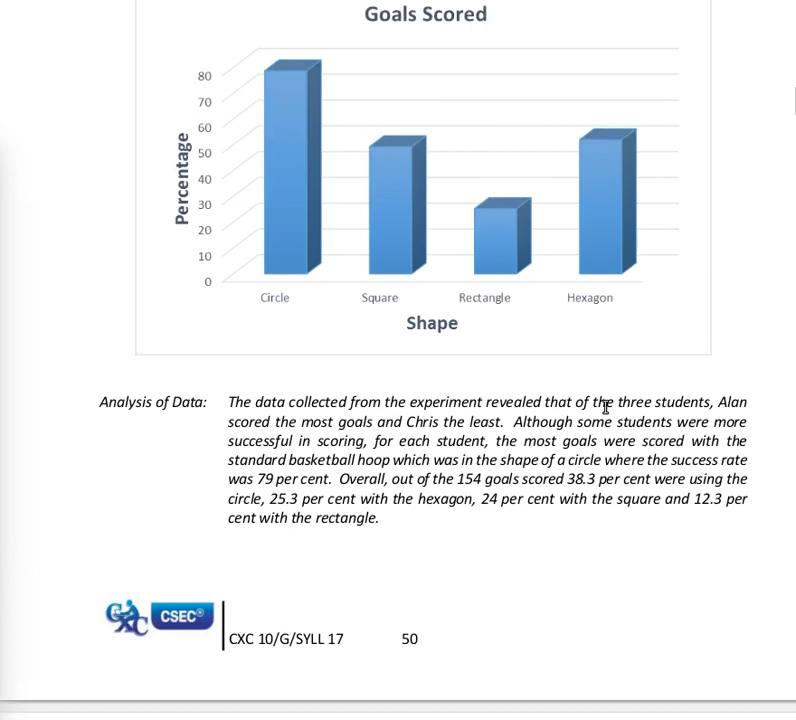 Goals Scored
80
70
60
50
40
30
20
10
0
Percentage
Circle Square Rectangle Hexagon
Shape
Analysis of Data: The data collected from the experiment revealed that of the three students, Alan
scored the most goals and Chris the least. Although some students were more
successful in scoring, for each student, the most goals were scored with the
standard basketball hoop which was in the shape of a circle where the success rate
was 79 per cent. Overall, out of the 154 goals scored 38.3 per cent were using the
circle, 25.3 per cent with the hexagon, 24 per cent with the square and 12.3 per
cent with the rectangle.
CXC CSEC®
CXC 10/G/SYLL 17 50